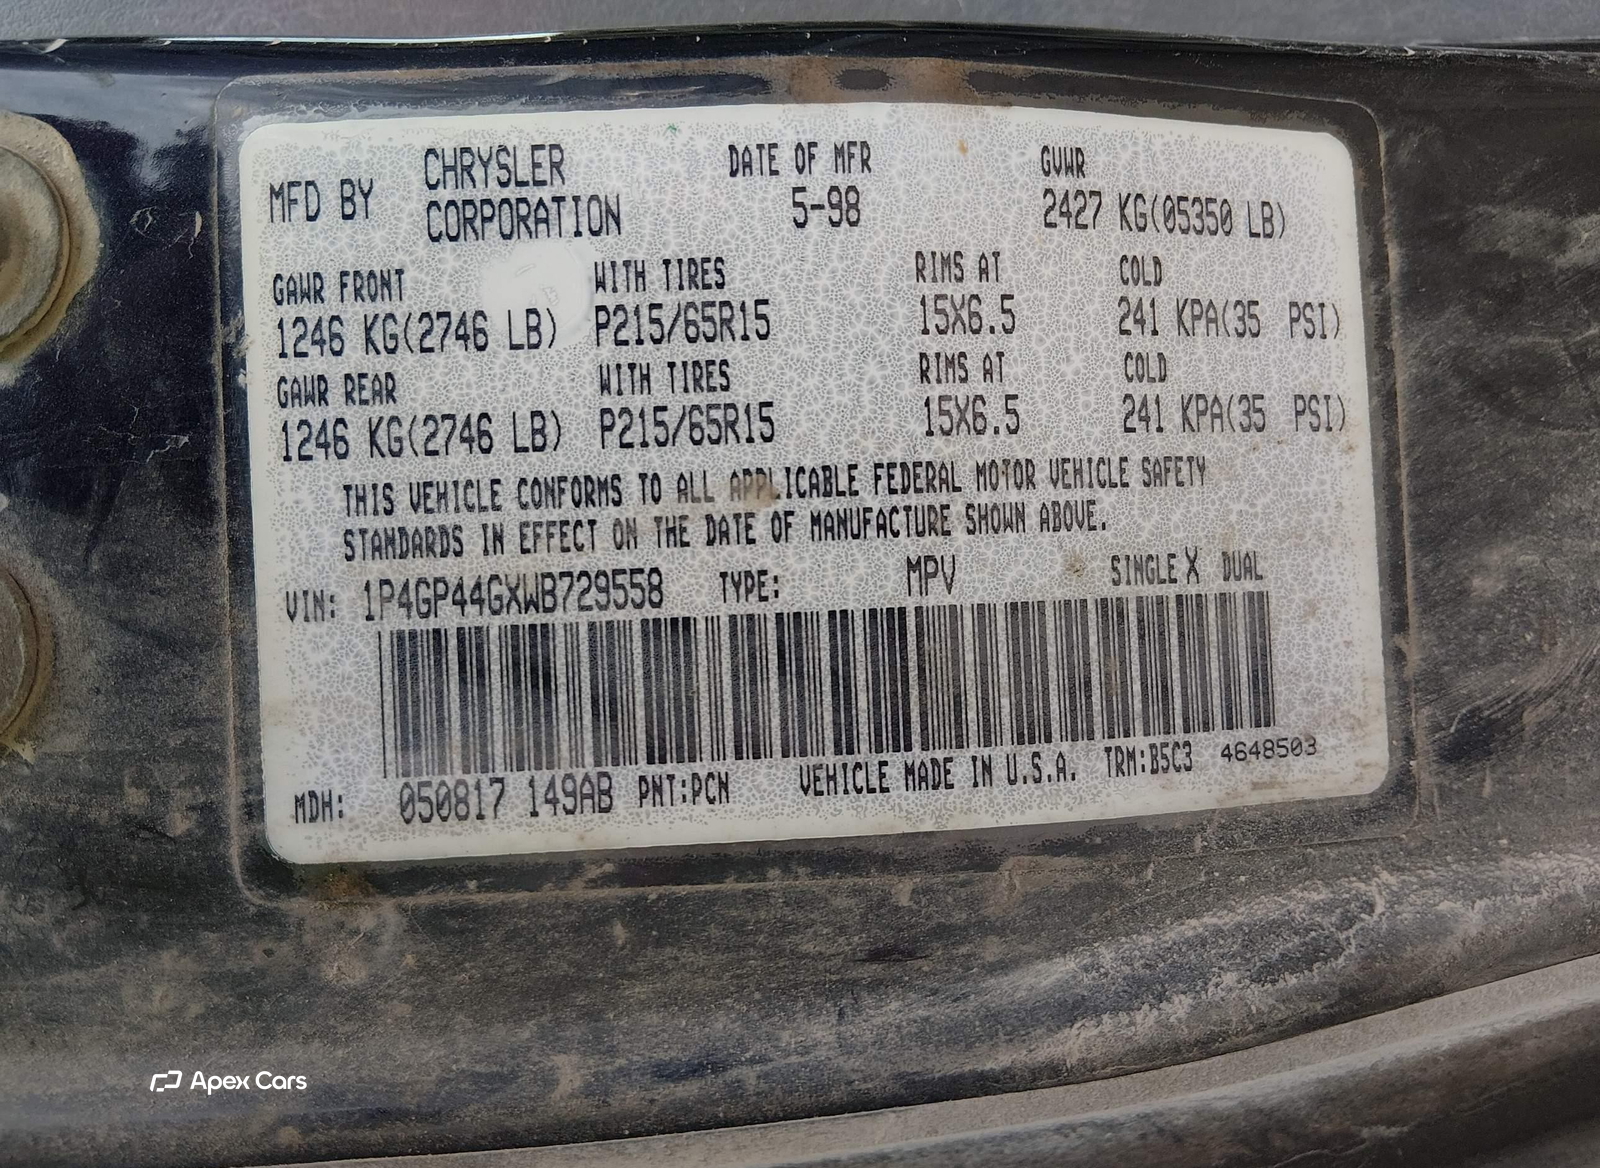 MFD BY CHRYSLER CORPORATION DATE OF MFR 5-98 GVWR 2427 KG(05350 LB)
GAWR FRONT WITH TIRES RIMS AT COLD
1246 KG(2746 LB) P215/65R15 15X6.5 241 KPA(35 PSI)
GAWR REAR WITH TIRES RIMS AT COLD
1246 KG(2746 LB) P215/65R15 15X6.5 241 KPA(35 PSI)
THIS VEHICLE CONFORMS TO ALL APPLICABLE FEDERAL MOTOR VEHICLE SAFETY
STANDARDS IN EFFECT ON THE DATE OF MANUFACTURE SHOWN ABOVE.
VIN: 1P4GP44GXWB729558 TYPE: MPV SINGLE X DUAL
MDH: 050817 149AB PNT:PCN VEHICLE MADE IN U.S.A. TRM:B5C3 4648503
Apex Cars